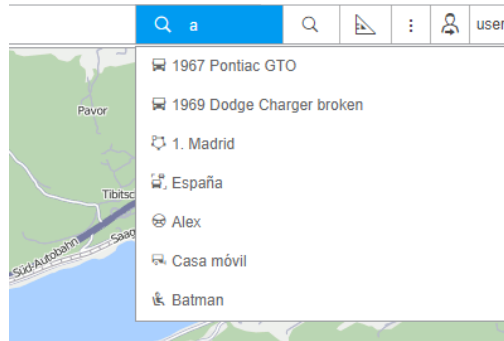 a
user
1967 Pontiac GTO
1969 Dodge Charger broken
1. Madrid
España
Alex
Casa móvil
Batman
Pavor
Tibitsc
Saag
Süd-Autobahn